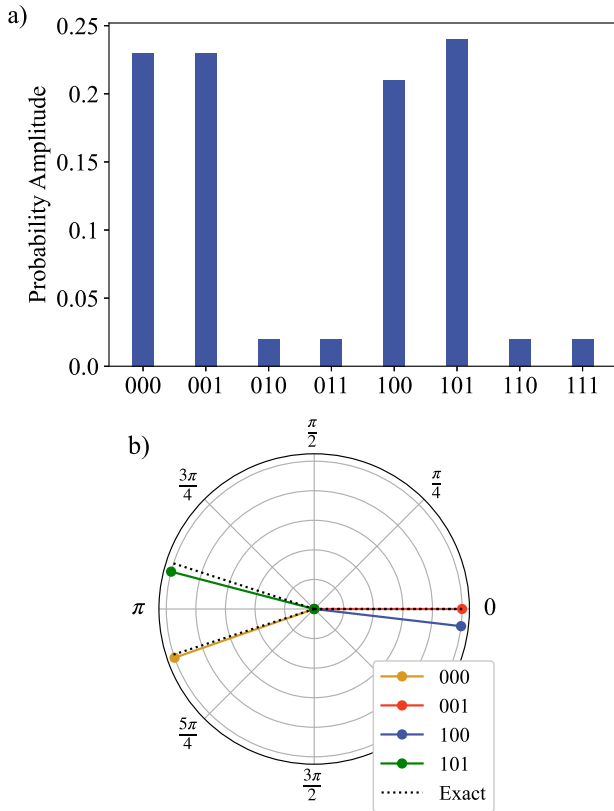 a)
Probability Amplitude
0.25
0.2
0.15
0.1
0.05
0.0
000 001 010 011 100 101 110 111
b)
π/2
3π/4
π/4
π
0
5π/4
3π/2
000
001
100
101
Exact